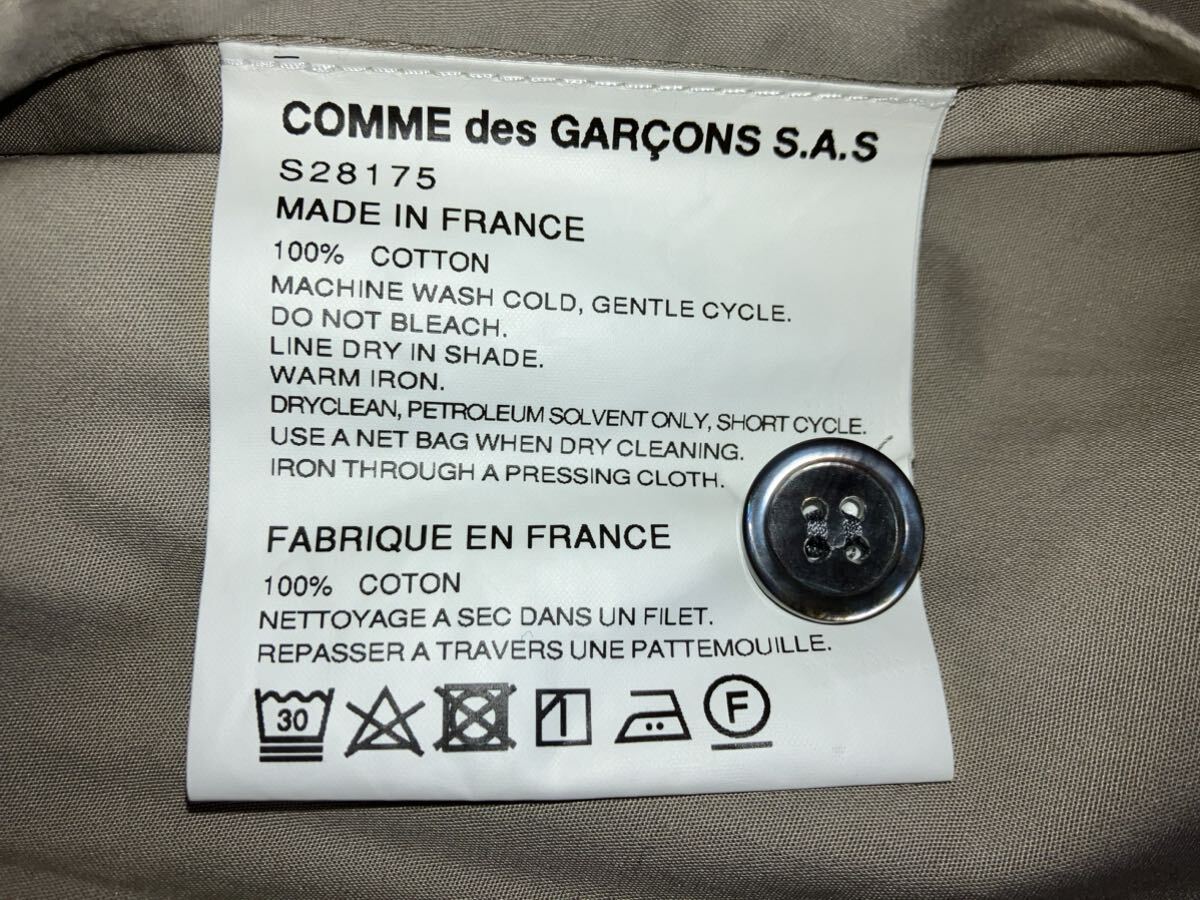 COMME des GARÇONS S.A.S
S28175
MADE IN FRANCE
100% COTTON
MACHINE WASH COLD, GENTLE CYCLE.
DO NOT BLEACH.
LINE DRY IN SHADE.
WARM IRON.
DRYCLEAN, PETROLEUM SOLVENT ONLY, SHORT CYCLE.
USE A NET BAG WHEN DRY CLEANING.
IRON THROUGH A PRESSING CLOTH.
FABRIQUE EN FRANCE
100% COTON
NETTOYAGE A SEC DANS UN FILET.
REPASSER A TRAVERS UNE PATTEMOUILLE.
30 F